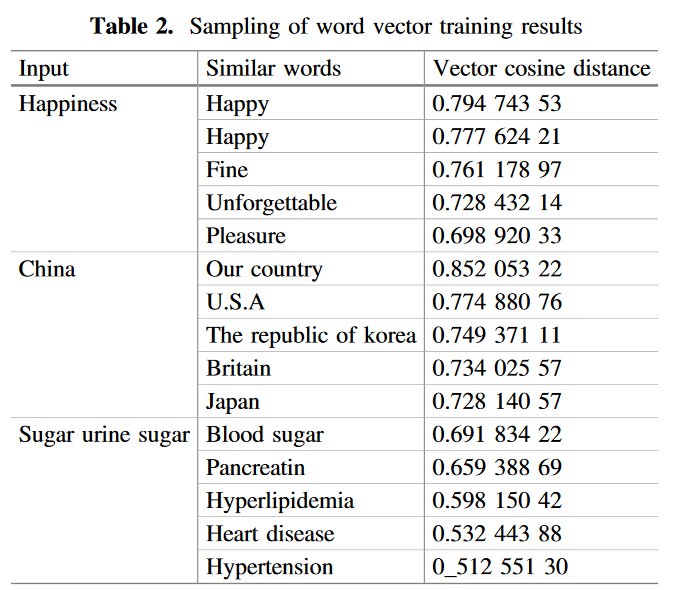 Table 2. Sampling of word vector training results
Input Similar words Vector cosine distance
Happiness Happy 0.794 743 53
Happy 0.777 624 21
Fine 0.761 178 97
Unforgettable 0.728 432 14
Pleasure 0.698 920 33
China Our country 0.852 053 22
U.S.A 0.774 880 76
The republic of korea 0.749 371 11
Britain 0.734 025 57
Japan 0.728 140 57
Sugar urine sugar Blood sugar 0.691 834 22
Pancreatin 0.659 388 69
Hyperlipidemia 0.598 150 42
Heart disease 0.532 443 88
Hypertension 0_512 551 30